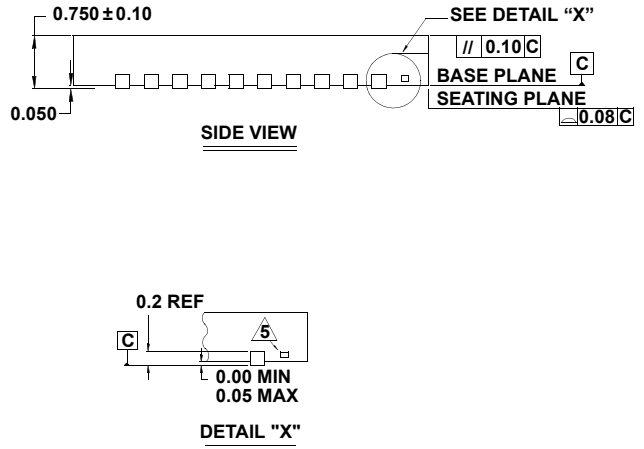 0.750 ± 0.10
SEE DETAIL “X”
// 0.10 C
C
BASE PLANE
SEATING PLANE
0.050
0.08 C
SIDE VIEW
0.2 REF
5
C
0.00 MIN
0.05 MAX
DETAIL "X"